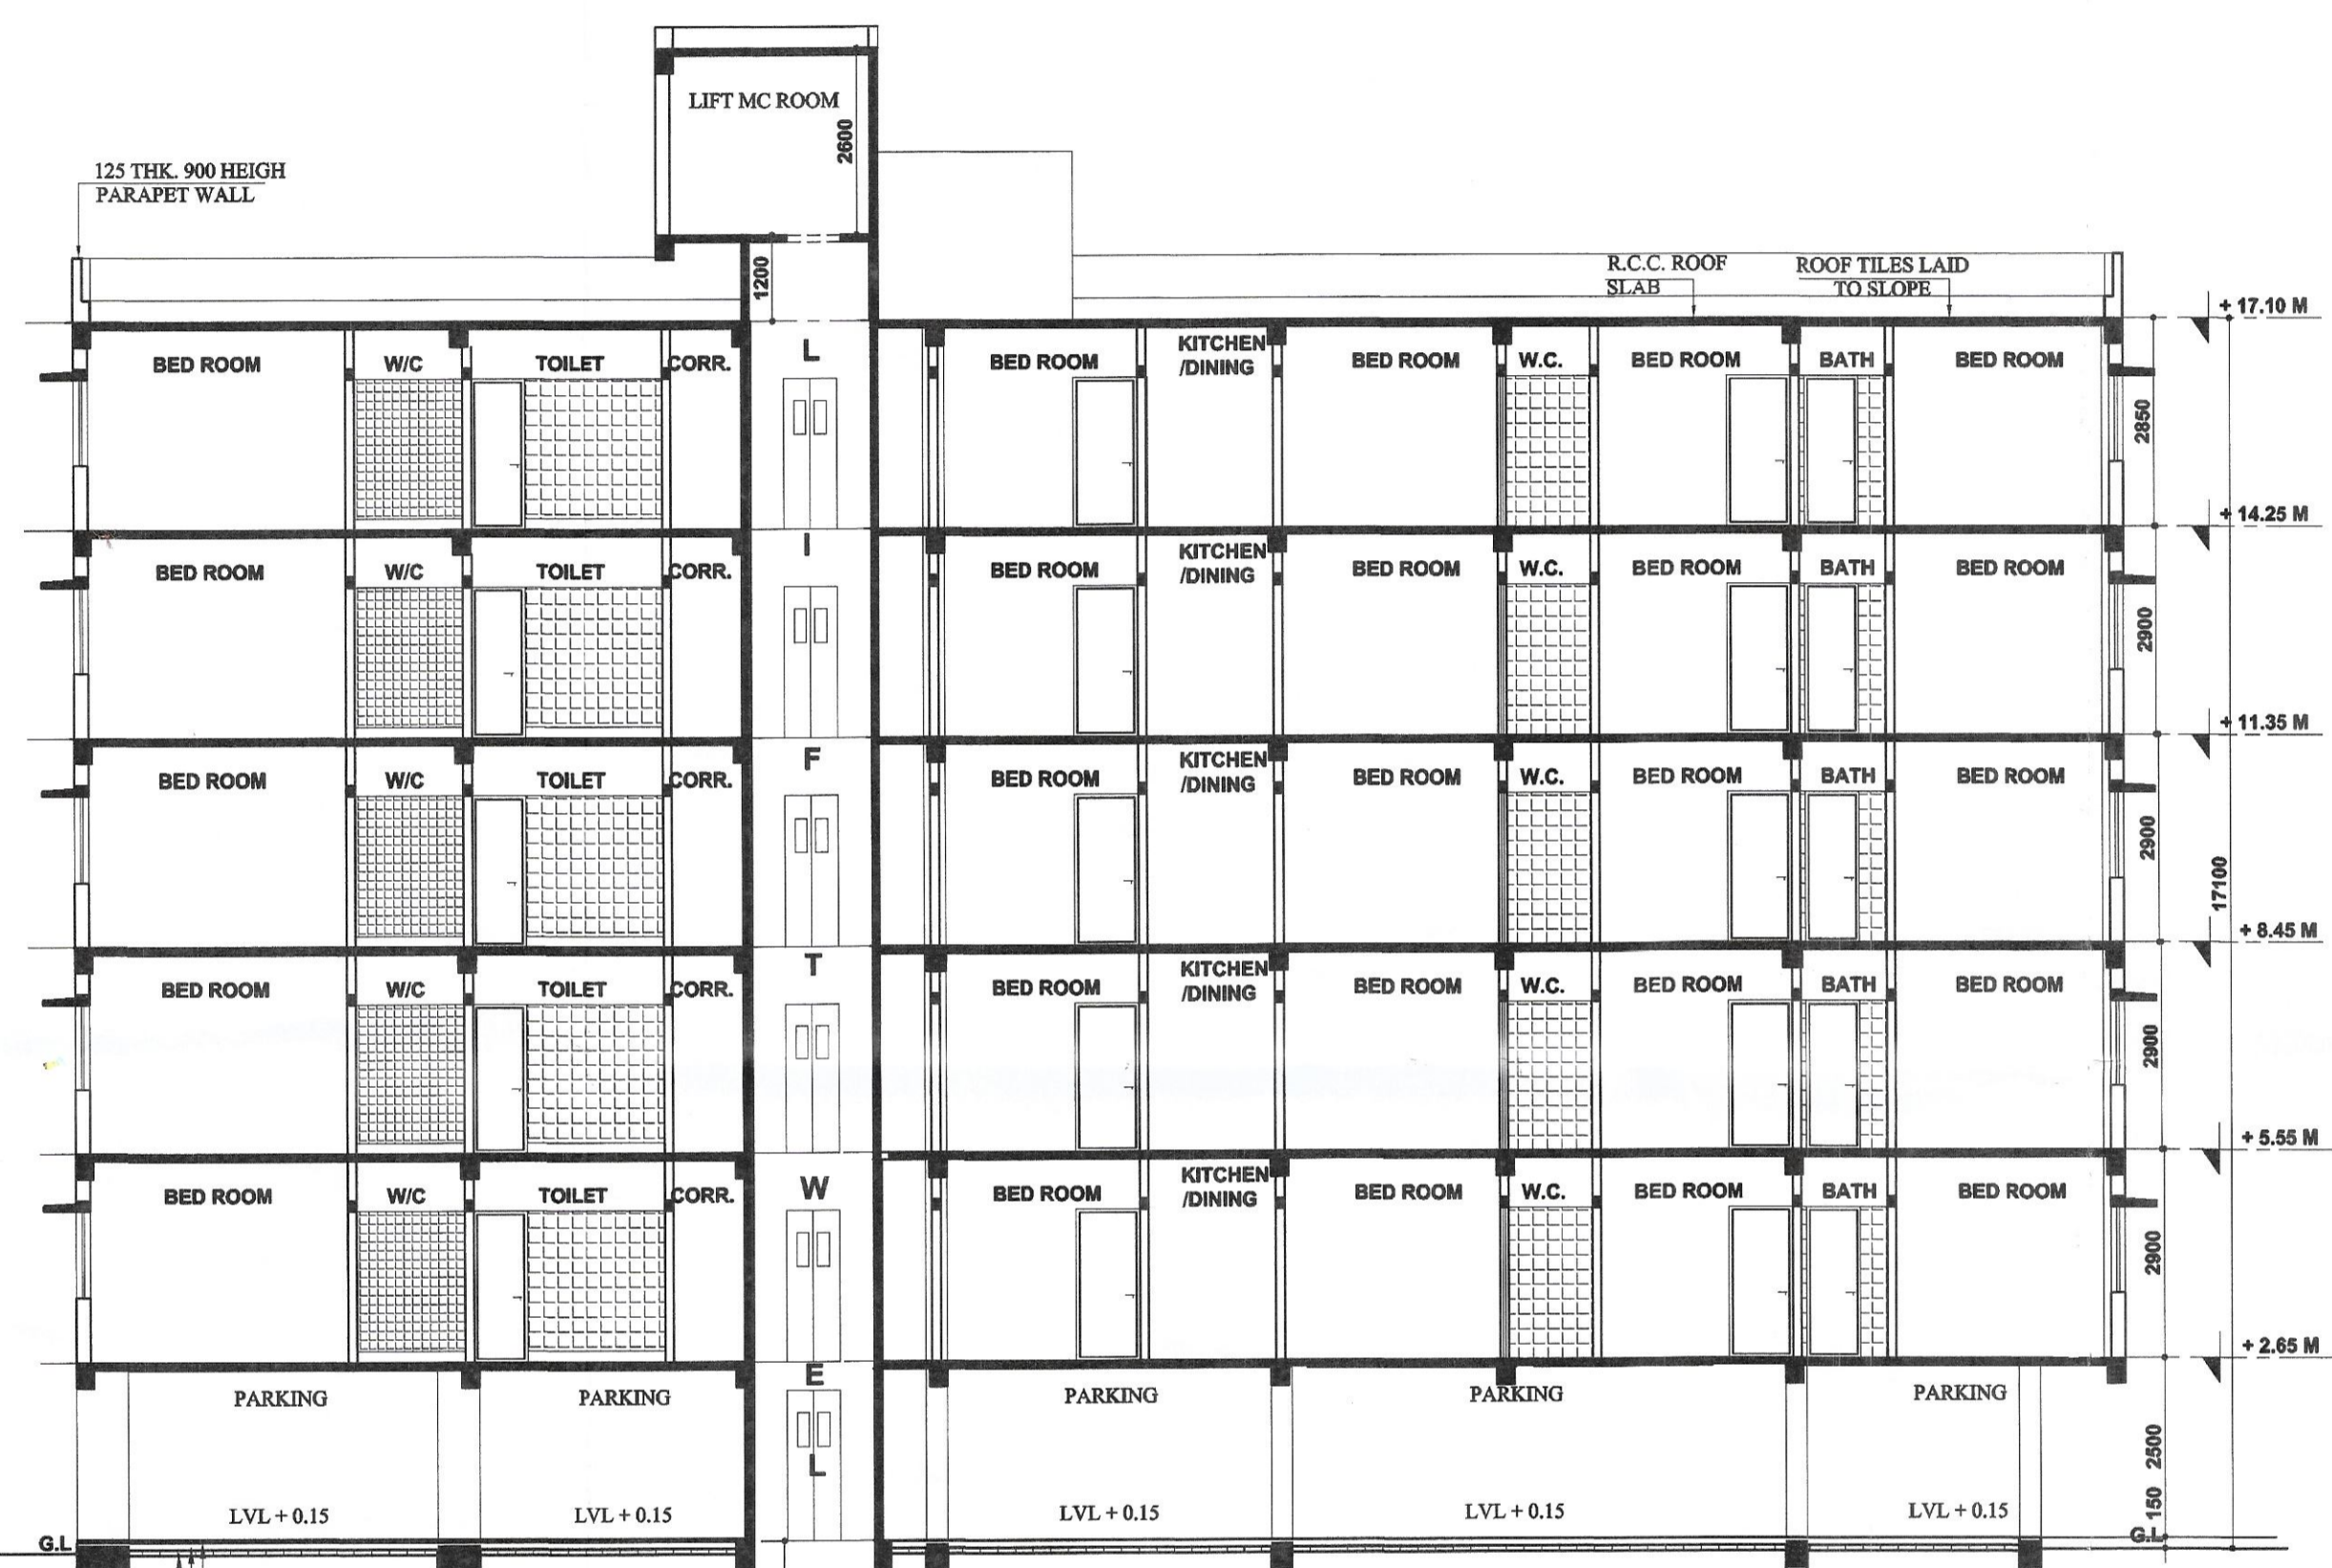 LIFT MC ROOM
2600
125 THK. 900 HEIGH
PARAPET WALL
1200
R.C.C. ROOF
SLAB
ROOF TILES LAID
TO SLOPE
+ 17.10 M
BED ROOM W/C TOILET CORR. L BED ROOM KITCHEN /DINING BED ROOM W.C. BED ROOM BATH BED ROOM
2850
+ 14.25 M
BED ROOM W/C TOILET CORR. I BED ROOM KITCHEN /DINING BED ROOM W.C. BED ROOM BATH BED ROOM
2900
+ 11.35 M
BED ROOM W/C TOILET CORR. F BED ROOM KITCHEN /DINING BED ROOM W.C. BED ROOM BATH BED ROOM
2900
17100
+ 8.45 M
BED ROOM W/C TOILET CORR. T BED ROOM KITCHEN /DINING BED ROOM W.C. BED ROOM BATH BED ROOM
2900
+ 5.55 M
BED ROOM W/C TOILET CORR. W BED ROOM KITCHEN /DINING BED ROOM W.C. BED ROOM BATH BED ROOM
2900
+ 2.65 M
E
PARKING PARKING PARKING PARKING PARKING
2500
L
LVL + 0.15 LVL + 0.15 LVL + 0.15 LVL + 0.15 LVL + 0.15
150
G.L G.L